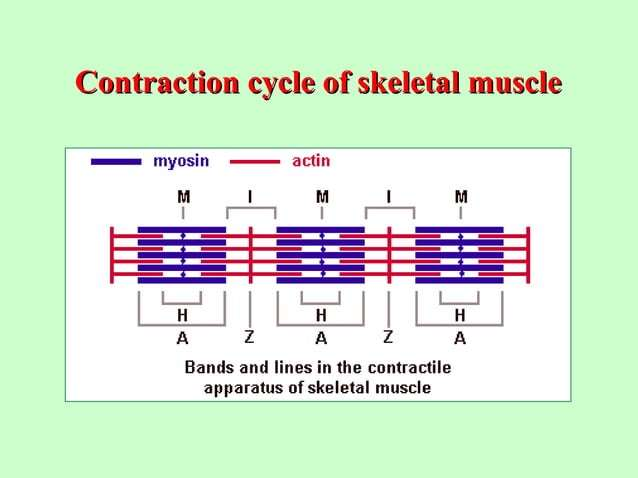 Contraction cycle of skeletal muscle
myosin actin
M I M I M
H H H
A Z A Z A
Bands and lines in the contractile
apparatus of skeletal muscle